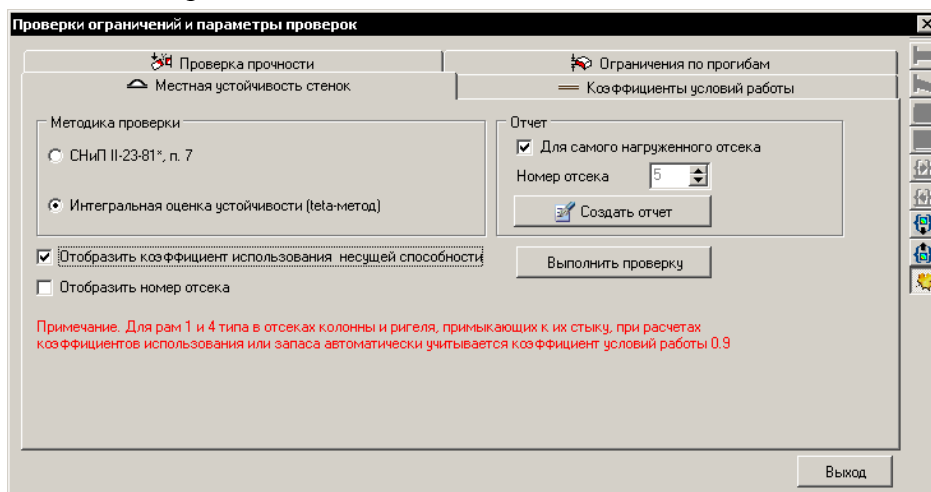 Проверки ограничений и параметры проверок
Проверка прочности
Ограничения по прогибам
Местная устойчивость стенок
Коэффициенты условий работы
Методика проверки
СНиП II-23-81*, п. 7
Интегральная оценка устойчивости (teta-метод)
Отчет
Для самого нагруженного отсека
Номер отсека 5
Создать отчет
Отобразить коэффициент использования несущей способности
Выполнить проверку
Отобразить номер отсека
Примечание. Для рам 1 и 4 типа в отсеках колонны и ригеля, примыкающих к их стыку, при расчетах
коэффициентов использования или запаса автоматически учитывается коэффициент условий работы 0.9
Выход